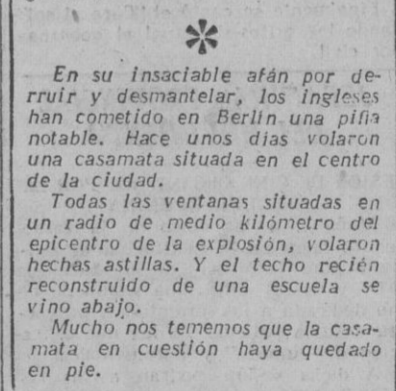 *
En su insaciable afán por de-
rruir y desmantelar, los ingleses
han cometido en Berlín una pifia
notable. Hace unos días volaron
una casamata situada en el centro
de la ciudad.
Todas las ventanas situadas en
un radio de medio kilómetro del
epicentro de la explosión, volaron
hechas astillas. Y el techo recién
reconstruido de una escuela se
vino abajo.
Mucho nos tememos que la casa-
mata en cuestión haya quedado
en pie.